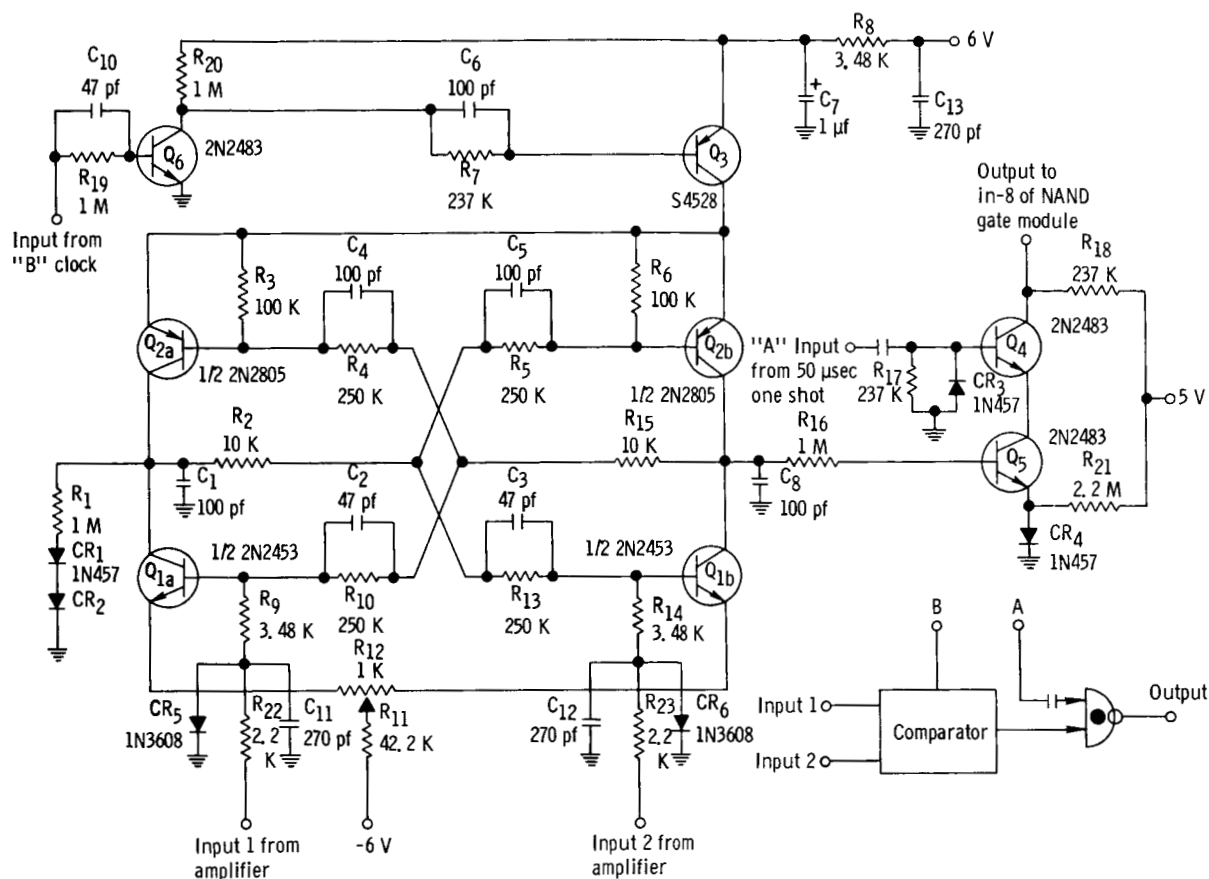 R8
3.48 K
6 V
C10
47 pf
R20
1 M
C6
100 pf
+
C7
1 μf
C13
270 pf
Q6
2N2483
R19
1 M
R7
237 K
Q3
S4528
Input from
"B" clock
Output to
in-8 of NAND
gate module
R18
237 K
R3
100 K
C4
100 pf
C5
100 pf
R6
100 K
Q2a
1/2 2N2805
R4
250 K
R5
250 K
Q2b
1/2 2N2805
"A" Input
from 50 μsec
one shot
R17
237 K
CR3
1N457
Q4
2N2483
5 V
R2
10 K
R15
10 K
R16
1 M
Q5
2N2483
R21
2.2 M
R1
1 M
C1
100 pf
C2
47 pf
C3
47 pf
C8
100 pf
CR4
1N457
CR1
1N457
CR2
Q1a
1/2 2N2453
1/2 2N2453
Q1b
R9
3.48 K
R10
250 K
R13
250 K
R14
3.48 K
R12
1 K
CR5
1N3608
R22
2.2
K
C11
270 pf
R11
42.2 K
C12
270 pf
R23
2.2
K
CR6
1N3608
Input 1 from
amplifier
-6 V
Input 2 from
amplifier
B
A
Input 1
Input 2
Comparator
Output